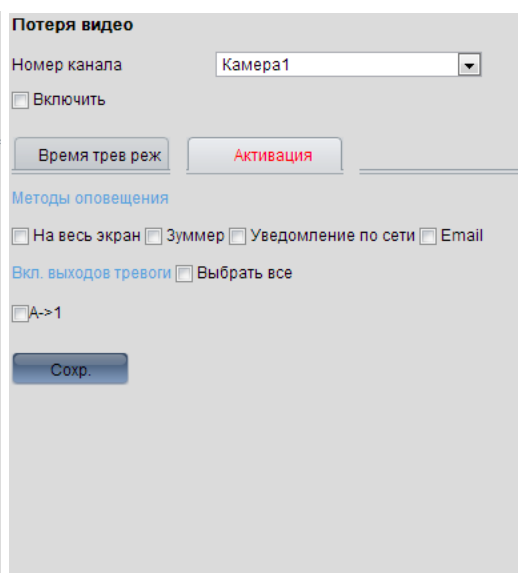 Потеря видео
Номер канала Камера1
Включить
Время трев реж Активация
Методы оповещения
На весь экран Зуммер Уведомление по сети Email
Вкл. выходов тревоги Выбрать все
A->1
Сохр.